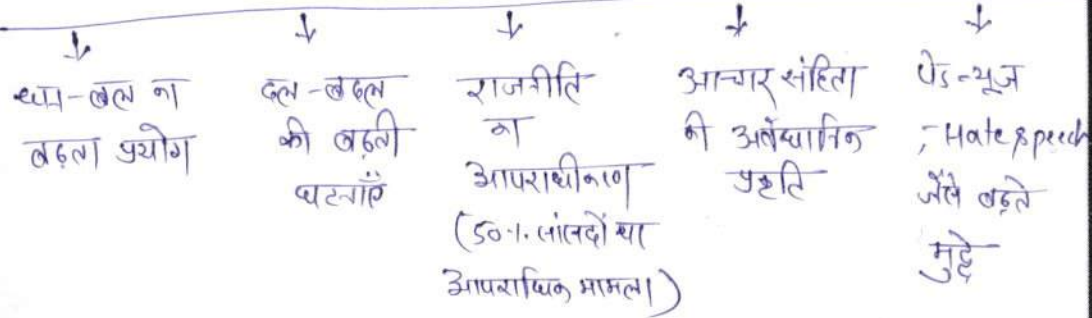 धन-बल का
बढ़ता प्रयोग
दल-बदल
की बढ़ती
घटनाएँ
राजनीति
का
आपराधीकरण
(50%. सांसदों पर
आपराधिक मामला)
आचार संहिता
की अवैधानिक
प्रकृति
पेड-न्यूज
, Hate speech
जैसे बढ़ते
मुद्दे